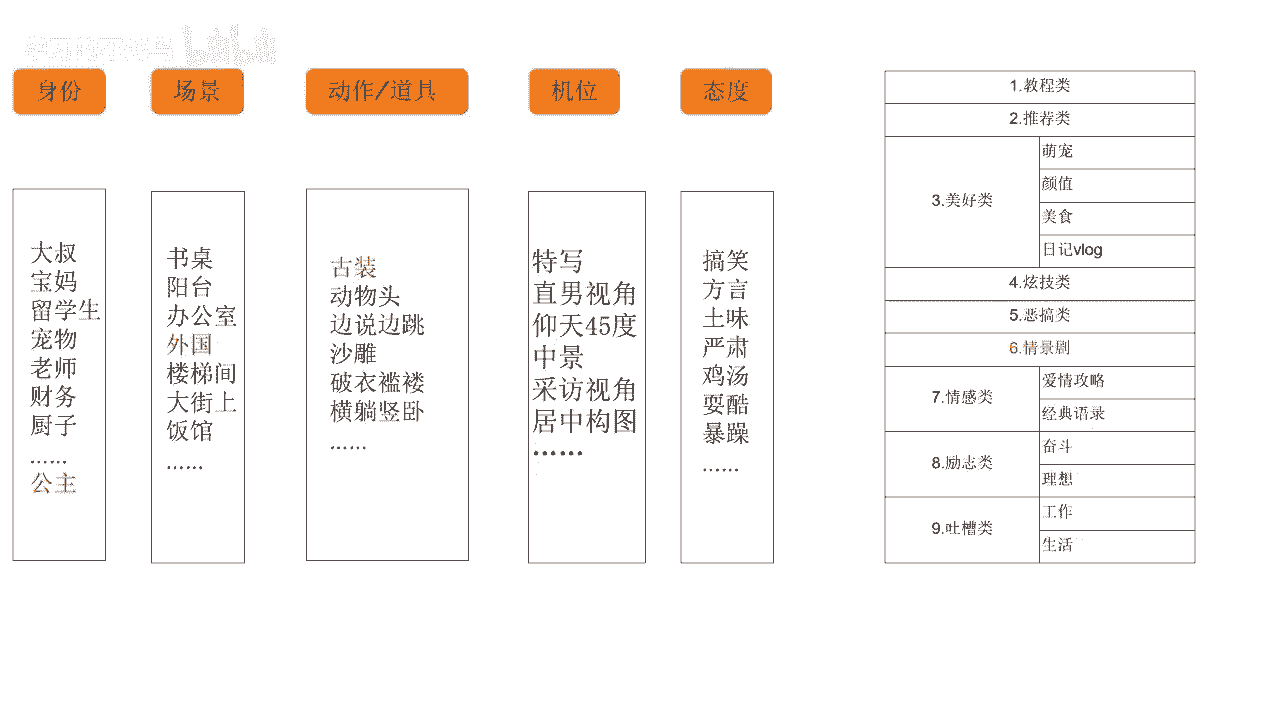 身份
场景
动作/道具
机位
态度
大叔
宝妈
留学生
宠物
老师
财务
厨子
……
公主
书桌
阳台
办公室
外国
楼梯间
大街上
饭馆
……
古装
动物头
边说边跳
沙雕
破衣褴褛
横躺竖卧
……
特写
直男视角
仰天45度
中景
采访视角
居中构图
……
搞笑
方言
土味
严肃
鸡汤
耍酷
暴躁
……
1.教程类
2.推荐类
3.美好类
萌宠
颜值
美食
日记vlog
4.炫技类
5.恶搞类
6.情景剧
7.情感类
爱情攻略
经典语录
8.励志类
奋斗
理想
9.吐槽类
工作
生活